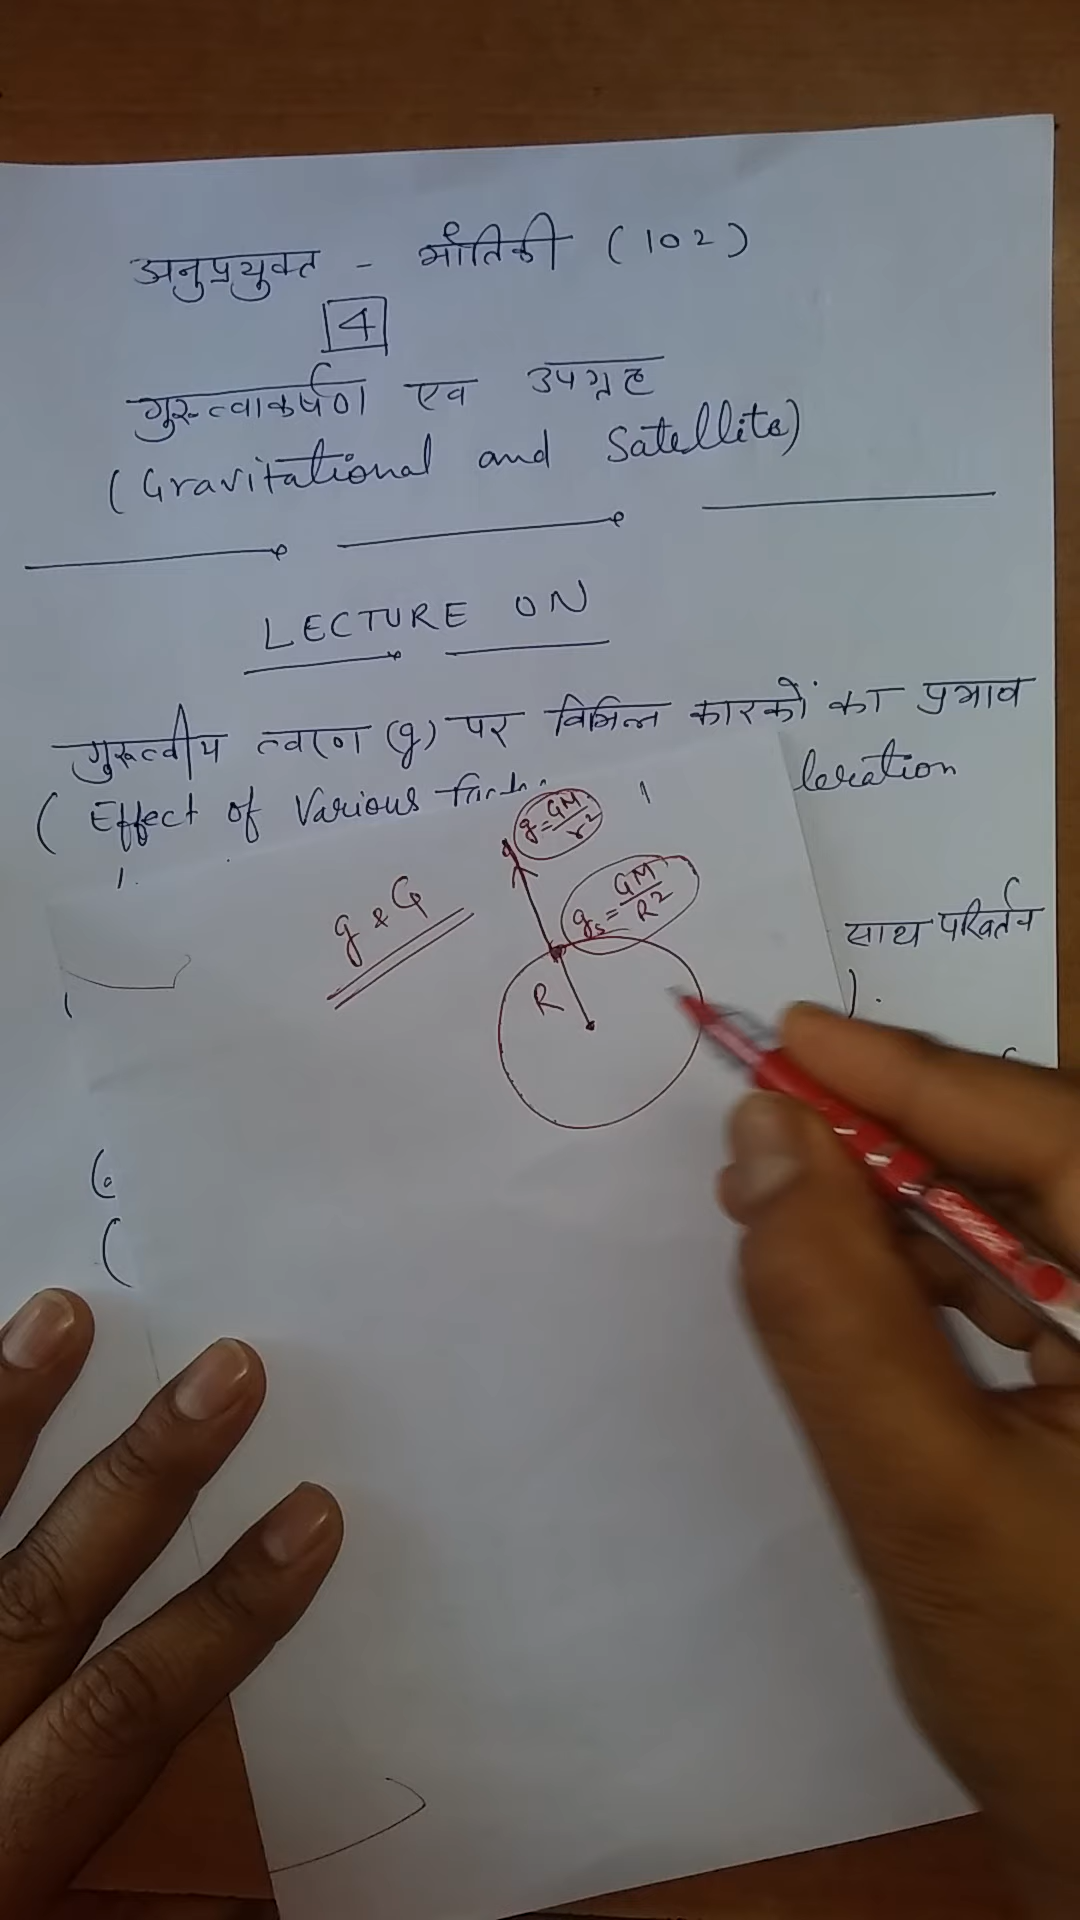 अनुप्रयुक्त - भौतिकी (102)
4
गुरुत्वाकर्षण एव उपग्रह
(Gravitational and Satellite)
LECTURE ON
गुरुत्वीय त्वरण (g) पर विभिन्न कारकों का प्रभाव
( Effect of Various
leration
1.
g = GM/r²
g & G
gs = GM/R²
साथ परिवर्तन
R
).
(
(